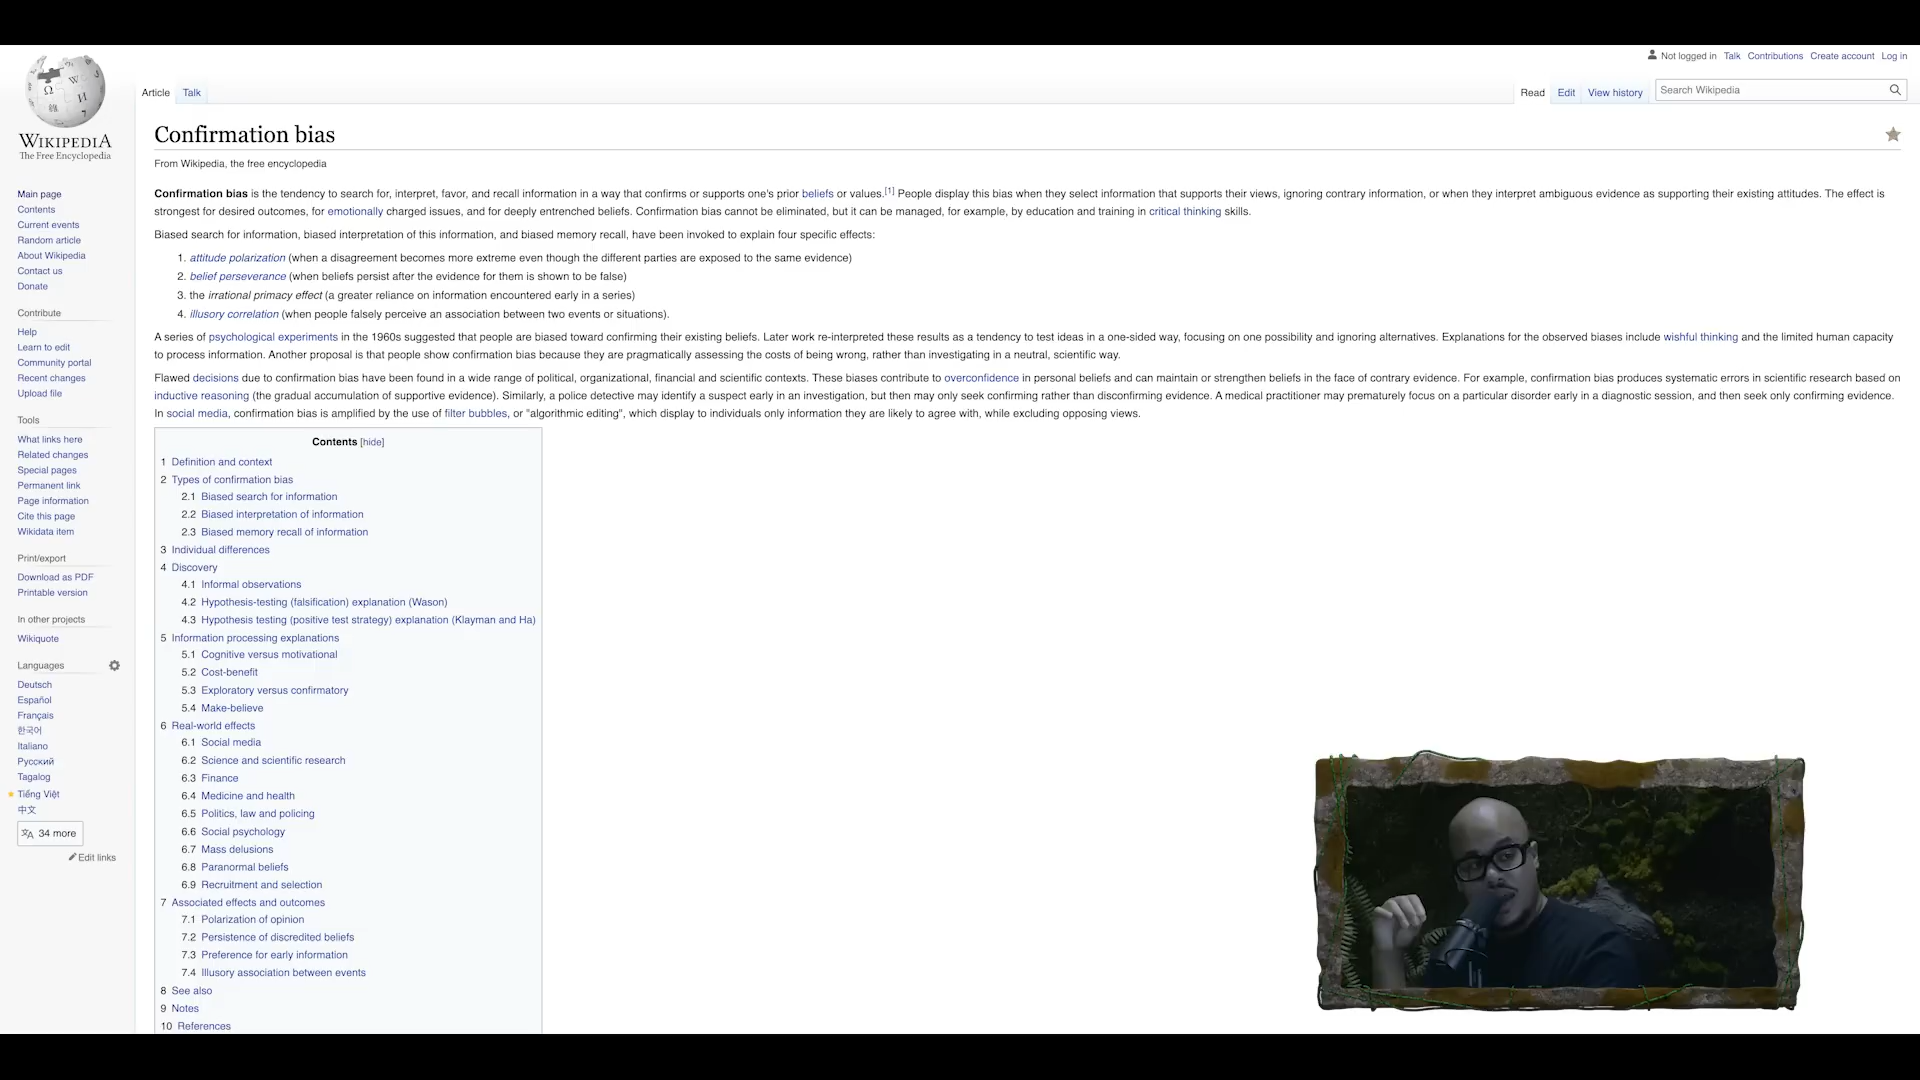 Not logged in Talk Contributions Create account Log in
Article Talk
Read Edit View history Search Wikipedia
WIKIPEDIA
The Free Encyclopedia
Main page
Contents
Current events
Random article
About Wikipedia
Contact us
Donate
Contribute
Help
Learn to edit
Community portal
Recent changes
Upload file
Tools
What links here
Related changes
Special pages
Permanent link
Page information
Cite this page
Wikidata item
Print/export
Download as PDF
Printable version
In other projects
Wikiquote
Languages
Deutsch
Español
Français
한국어
Italiano
Русский
Tagalog
Tiếng Việt
中文
34 more
Edit links
Confirmation bias
From Wikipedia, the free encyclopedia
Confirmation bias is the tendency to search for, interpret, favor, and recall information in a way that confirms or supports one's prior beliefs or values.[1] People display this bias when they select information that supports their views, ignoring contrary information, or when they interpret ambiguous evidence as supporting their existing attitudes. The effect is
strongest for desired outcomes, for emotionally charged issues, and for deeply entrenched beliefs. Confirmation bias cannot be eliminated, but it can be managed, for example, by education and training in critical thinking skills.
Biased search for information, biased interpretation of this information, and biased memory recall, have been invoked to explain four specific effects:
1. attitude polarization (when a disagreement becomes more extreme even though the different parties are exposed to the same evidence)
2. belief perseverance (when beliefs persist after the evidence for them is shown to be false)
3. the irrational primacy effect (a greater reliance on information encountered early in a series)
4. illusory correlation (when people falsely perceive an association between two events or situations).
A series of psychological experiments in the 1960s suggested that people are biased toward confirming their existing beliefs. Later work re-interpreted these results as a tendency to test ideas in a one-sided way, focusing on one possibility and ignoring alternatives. Explanations for the observed biases include wishful thinking and the limited human capacity
to process information. Another proposal is that people show confirmation bias because they are pragmatically assessing the costs of being wrong, rather than investigating in a neutral, scientific way.
Flawed decisions due to confirmation bias have been found in a wide range of political, organizational, financial and scientific contexts. These biases contribute to overconfidence in personal beliefs and can maintain or strengthen beliefs in the face of contrary evidence. For example, confirmation bias produces systematic errors in scientific research based on
inductive reasoning (the gradual accumulation of supportive evidence). Similarly, a police detective may identify a suspect early in an investigation, but then may only seek confirming rather than disconfirming evidence. A medical practitioner may prematurely focus on a particular disorder early in a diagnostic session, and then seek only confirming evidence.
In social media, confirmation bias is amplified by the use of filter bubbles, or "algorithmic editing", which display to individuals only information they are likely to agree with, while excluding opposing views.
Contents [hide]
1 Definition and context
2 Types of confirmation bias
2.1 Biased search for information
2.2 Biased interpretation of information
2.3 Biased memory recall of information
3 Individual differences
4 Discovery
4.1 Informal observations
4.2 Hypothesis-testing (falsification) explanation (Wason)
4.3 Hypothesis testing (positive test strategy) explanation (Klayman and Ha)
5 Information processing explanations
5.1 Cognitive versus motivational
5.2 Cost-benefit
5.3 Exploratory versus confirmatory
5.4 Make-believe
6 Real-world effects
6.1 Social media
6.2 Science and scientific research
6.3 Finance
6.4 Medicine and health
6.5 Politics, law and policing
6.6 Social psychology
6.7 Mass delusions
6.8 Paranormal beliefs
6.9 Recruitment and selection
7 Associated effects and outcomes
7.1 Polarization of opinion
7.2 Persistence of discredited beliefs
7.3 Preference for early information
7.4 Illusory association between events
8 See also
9 Notes
10 References